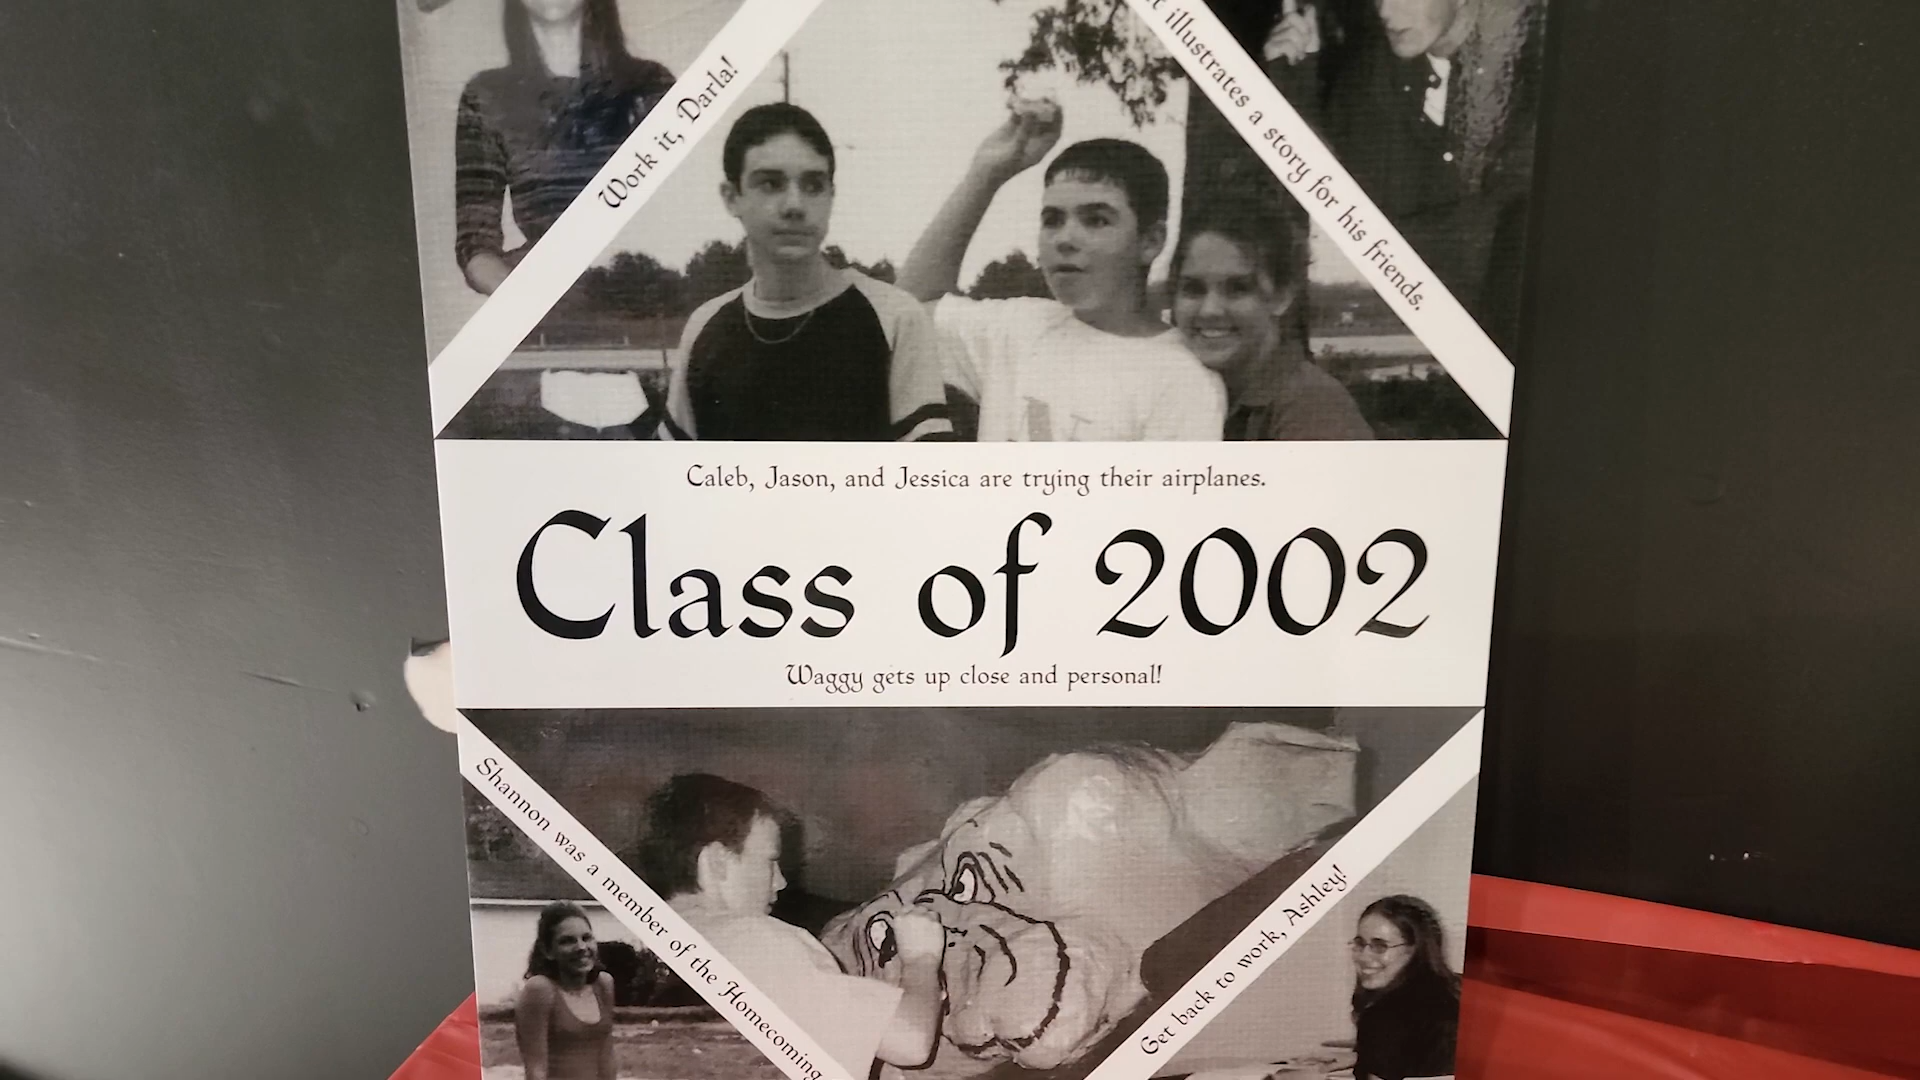 Work it, Darla!
illustrates a story for his friends.
Caleb, Jason, and Jessica are trying their airplanes.
Class of 2002
Waggy gets up close and personal!
Shannon was a member of the Homecoming
Get back to work, Ashley!